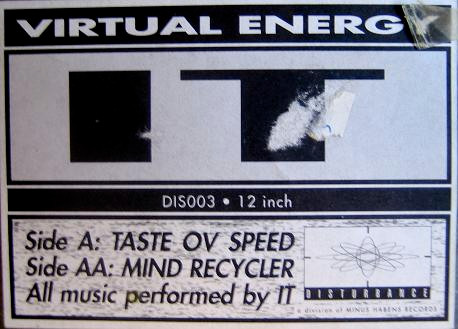 VIRTUAL ENERGY
IT
DIS003 • 12 inch
Side A: TASTE OV SPEED
Side AA: MIND RECYCLER
All music performed by IT
DISTURBANCE
a division of MINUS HABENS RECORDS